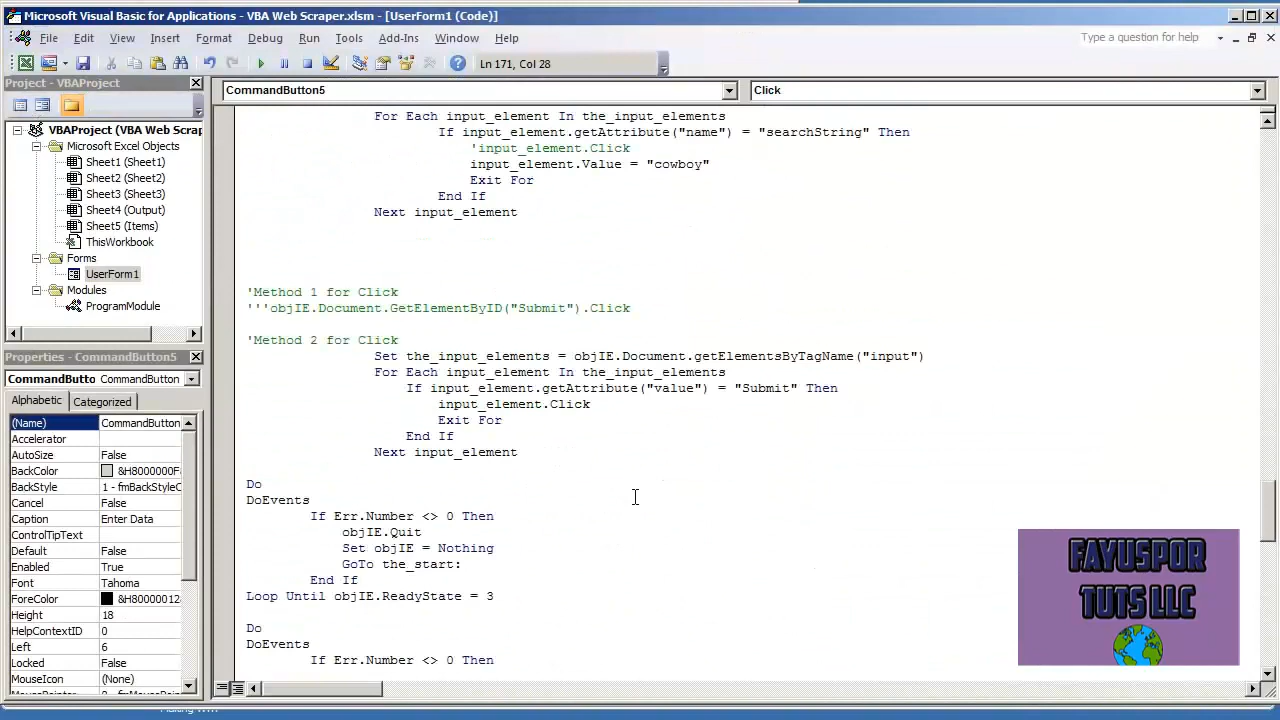 Microsoft Visual Basic for Applications - VBA Web Scraper.xlsm - [UserForm1 (Code)]
File Edit View Insert Format Debug Run Tools Add-Ins Window Help
Type a question for help
Ln 171, Col 28
Project - VBAProject
VBAProject (VBA Web Scrap
Microsoft Excel Objects
Sheet1 (Sheet1)
Sheet2 (Sheet2)
Sheet3 (Sheet3)
Sheet4 (Output)
Sheet5 (Items)
ThisWorkbook
Forms
UserForm1
Modules
ProgramModule
Properties - CommandButton5
CommandButto CommandButton
Alphabetic Categorized
(Name) CommandButton
Accelerator
AutoSize False
BackColor &H8000000F
BackStyle 1 - fmBackStyleC
Cancel False
Caption Enter Data
ControlTipText
Default False
Enabled True
Font Tahoma
ForeColor &H80000012
Height 18
HelpContextID 0
Left 6
Locked False
MouseIcon (None)
CommandButton5
Click
For Each input_element In the_input_elements
If input_element.getAttribute("name") = "searchString" Then
'input_element.Click
input_element.Value = "cowboy"
Exit For
End If
Next input_element
'Method 1 for Click
'''objIE.Document.GetElementByID("Submit").Click
'Method 2 for Click
Set the_input_elements = objIE.Document.getElementsByTagName("input")
For Each input_element In the_input_elements
If input_element.getAttribute("value") = "Submit" Then
input_element.Click
Exit For
End If
Next input_element
Do
DoEvents
If Err.Number <> 0 Then
objIE.Quit
Set objIE = Nothing
GoTo the_start:
End If
Loop Until objIE.ReadyState = 3
Do
DoEvents
If Err.Number <> 0 Then
FAYUSPOR
TUTS LLC